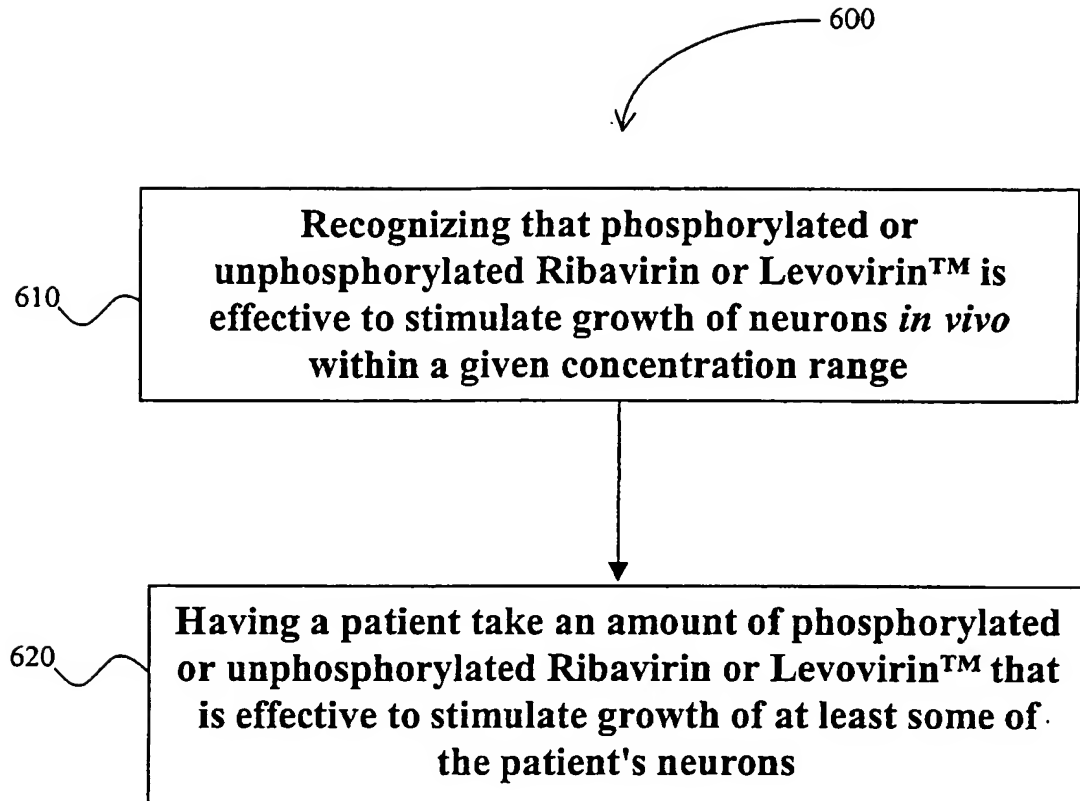 600
Recognizing that phosphorylated or
unphosphorylated Ribavirin or Levovirin™ is
effective to stimulate growth of neurons in vivo
within a given concentration range
610
Having a patient take an amount of phosphorylated
or unphosphorylated Ribavirin or Levovirin™ that
is effective to stimulate growth of at least some of
the patient's neurons
620